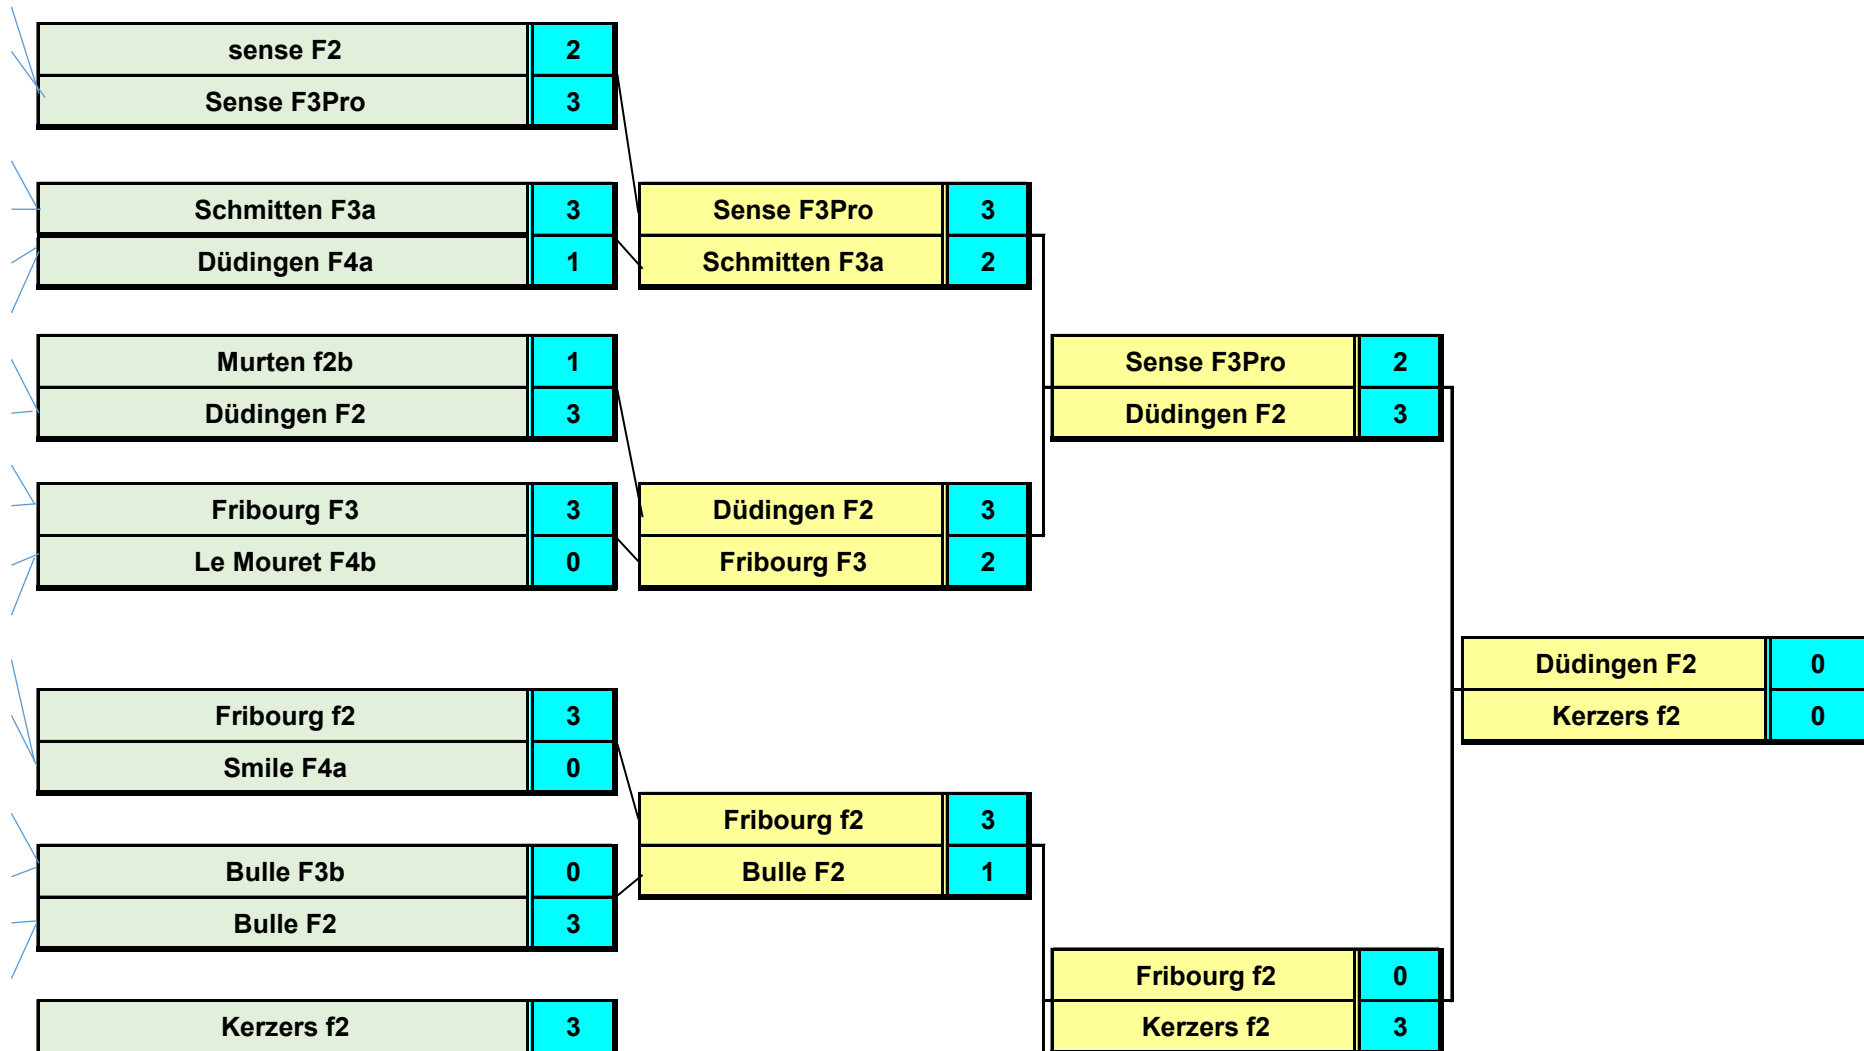 sense F2 2
Sense F3Pro 3
Schmitten F3a 3
Düdingen F4a 1
Sense F3Pro 3
Schmitten F3a 2
Murten f2b 1
Düdingen F2 3
Sense F3Pro 2
Düdingen F2 3
Fribourg F3 3
Le Mouret F4b 0
Düdingen F2 3
Fribourg F3 2
Düdingen F2 0
Kerzers f2 0
Fribourg f2 3
Smile F4a 0
Fribourg f2 3
Bulle F2 1
Bulle F3b 0
Bulle F2 3
Fribourg f2 0
Kerzers f2 3
Kerzers f2 3